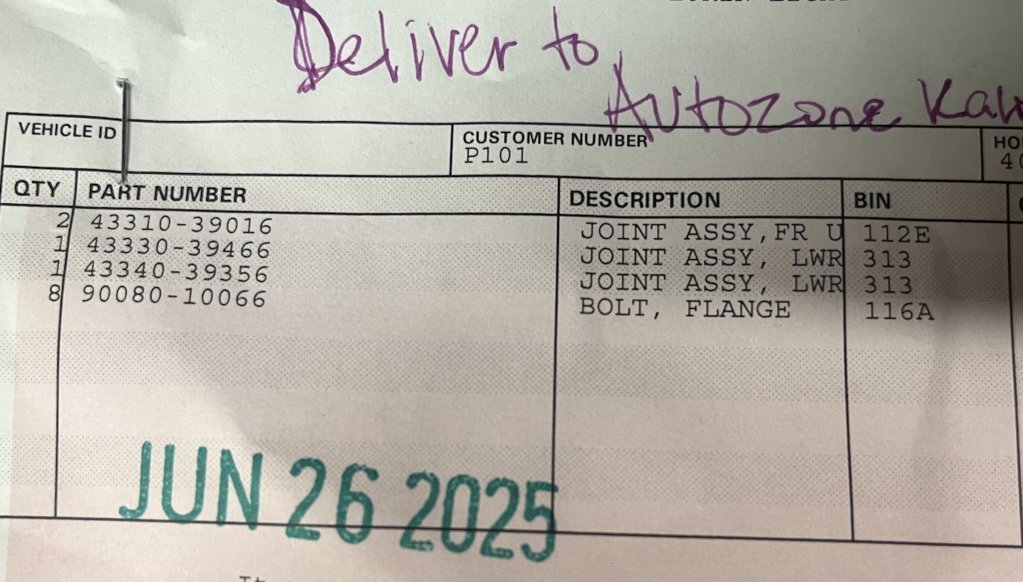 Deliver to
Autozone
VEHICLE ID
CUSTOMER NUMBER
P101
QTY PART NUMBER DESCRIPTION BIN
2 43310-39016 JOINT ASSY,FR U 112E
1 43330-39466 JOINT ASSY, LWR 313
1 43340-39356 JOINT ASSY, LWR 313
8 90080-10066 BOLT, FLANGE 116A
JUN 26 2025